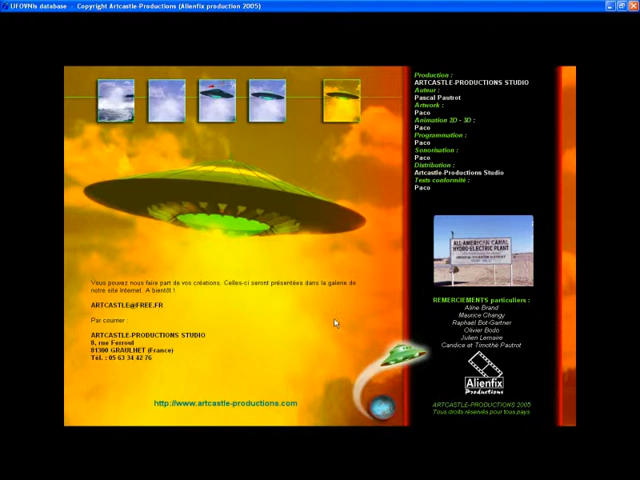 UFOVNIs database - Copyright Artcastle-Productions (Alienfix production 2005)
Production :
ARTCASTLE-PRODUCTIONS STUDIO
Auteur :
Pascal Pautrot
Artwork :
Paco
Animation 2D - 3D :
Paco
Programmation :
Paco
Sonorisation :
Paco
Distribution :
Artcastle-Productions Studio
Tests conformité :
Paco
ALL-AMERICAN CANAL
HYDRO-ELECTRIC PLANT
REMERCIEMENTS particuliers :
Aline Brand
Maurice Changy
Raphaël Bot-Gartner
Olivier Bodo
Julien Lemaire
Candice et Timothé Pautrot
Alienfix
Productions
ARTCASTLE-PRODUCTIONS 2005
Tous droits réservés pour tous pays
Vous pouvez nous faire part de vos créations. Celles-ci seront présentées dans la galerie de
notre site Internet. A bientôt !
ARTCASTLE@FREE.FR
Par courrier :
ARTCASTLE-PRODUCTIONS STUDIO
8, rue Ferroul
81300 GRAULHET (France)
Tél. : 05 63 34 42 76
http://www.artcastle-productions.com